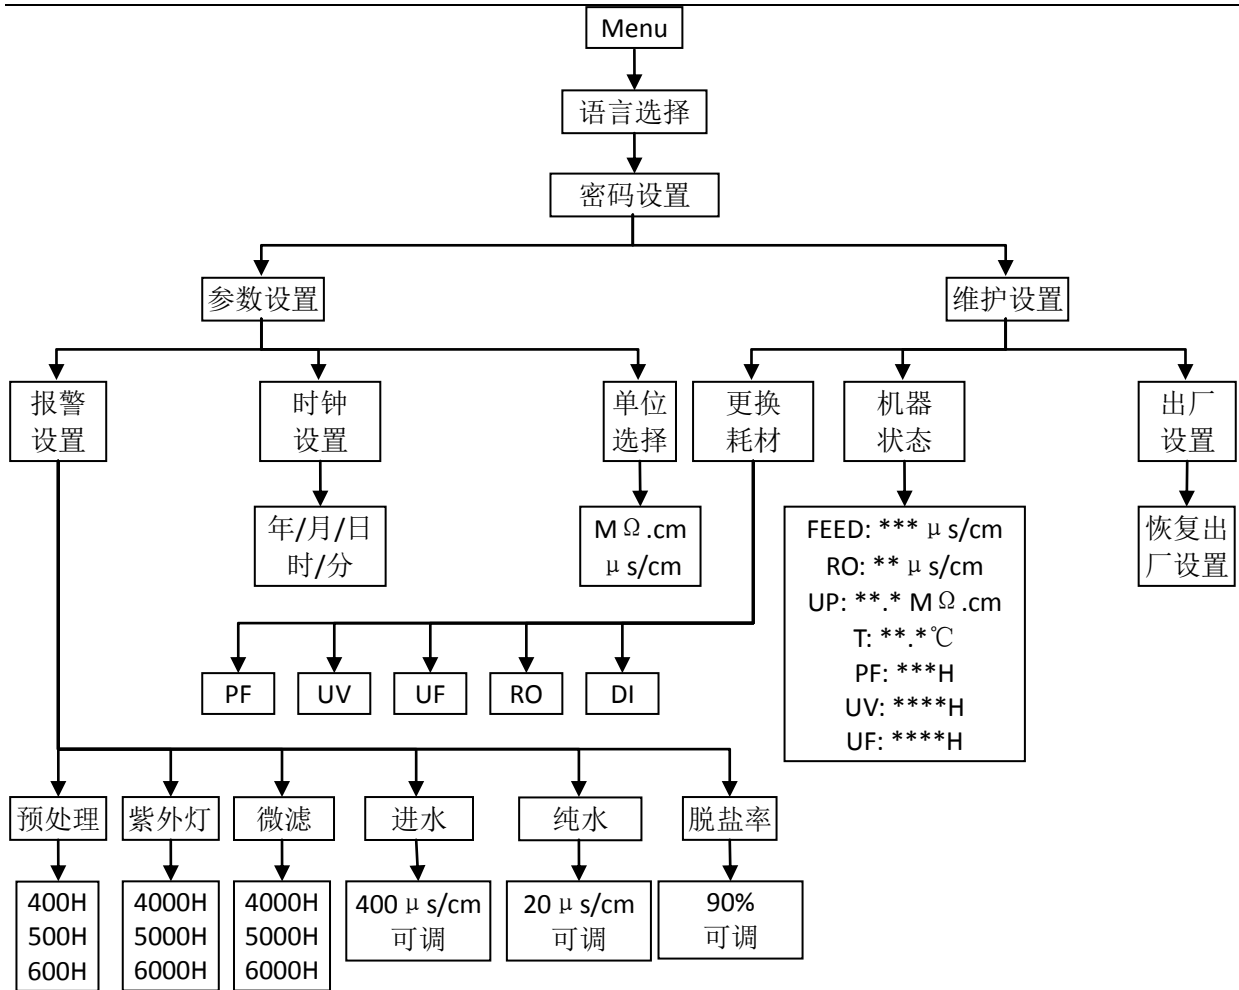 Menu
语言选择
密码设置
参数设置
维护设置
报警
设置
时钟
设置
单位
选择
更换
耗材
机器
状态
出厂
设置
年/月/日
时/分
MΩ.cm
μs/cm
FEED: *** μs/cm
RO: ** μs/cm
UP: **.* MΩ.cm
T: **.*℃
PF: ***H
UV: ****H
UF: ****H
恢复出
厂设置
PF
UV
UF
RO
DI
预处理
紫外灯
微滤
进水
纯水
脱盐率
400H
500H
600H
4000H
5000H
6000H
4000H
5000H
6000H
400 μs/cm
可调
20 μs/cm
可调
90%
可调